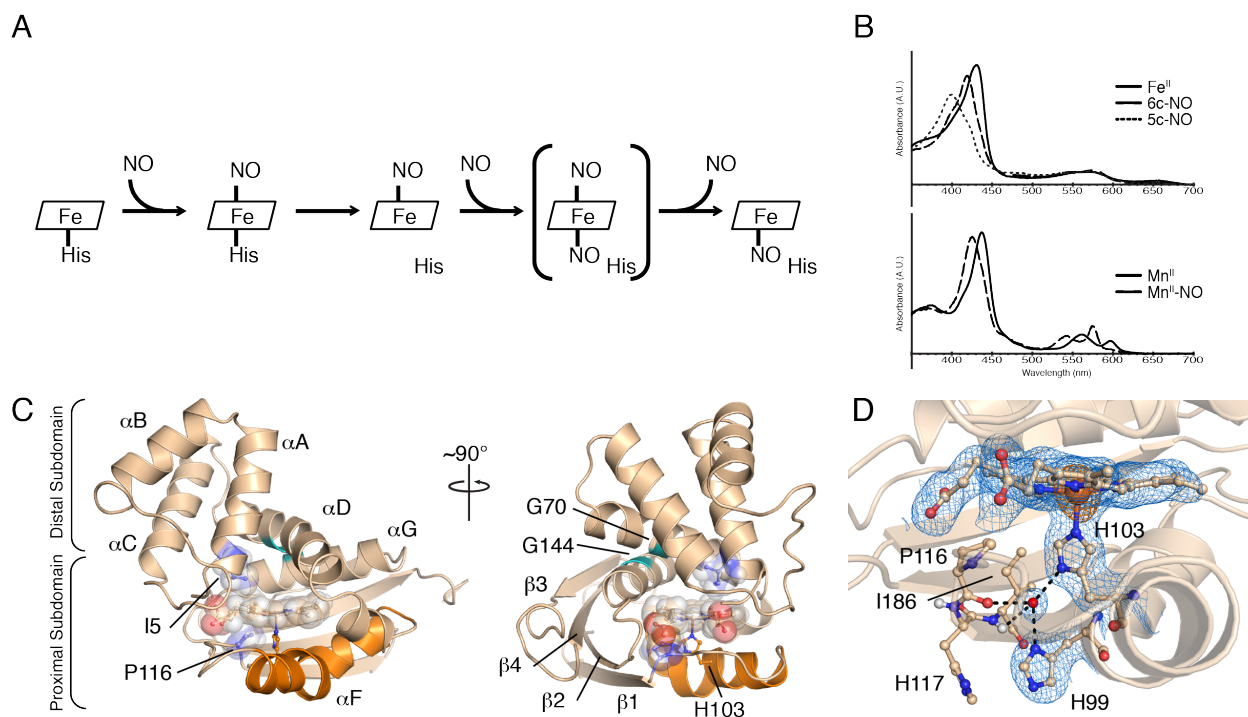 A
NO
NO
NO
NO
NO
NO
Fe
Fe
Fe
Fe
Fe
His
His
His
NO
His
NO
His
B
Absorbance (A.U.)
Fe^II
6c-NO
5c-NO
400 450 500 550 600 650 700
Absorbance (A.U.)
Mn^II
Mn^II-NO
400 450 500 550 600 650 700
Wavelength (nm)
C
Distal Subdomain
Proximal Subdomain
αB
αA
αD
αC
αG
I5
P116
αF
~90°
G70
G144
β3
β4
β2
β1
H103
D
H103
P116
I186
H117
H99